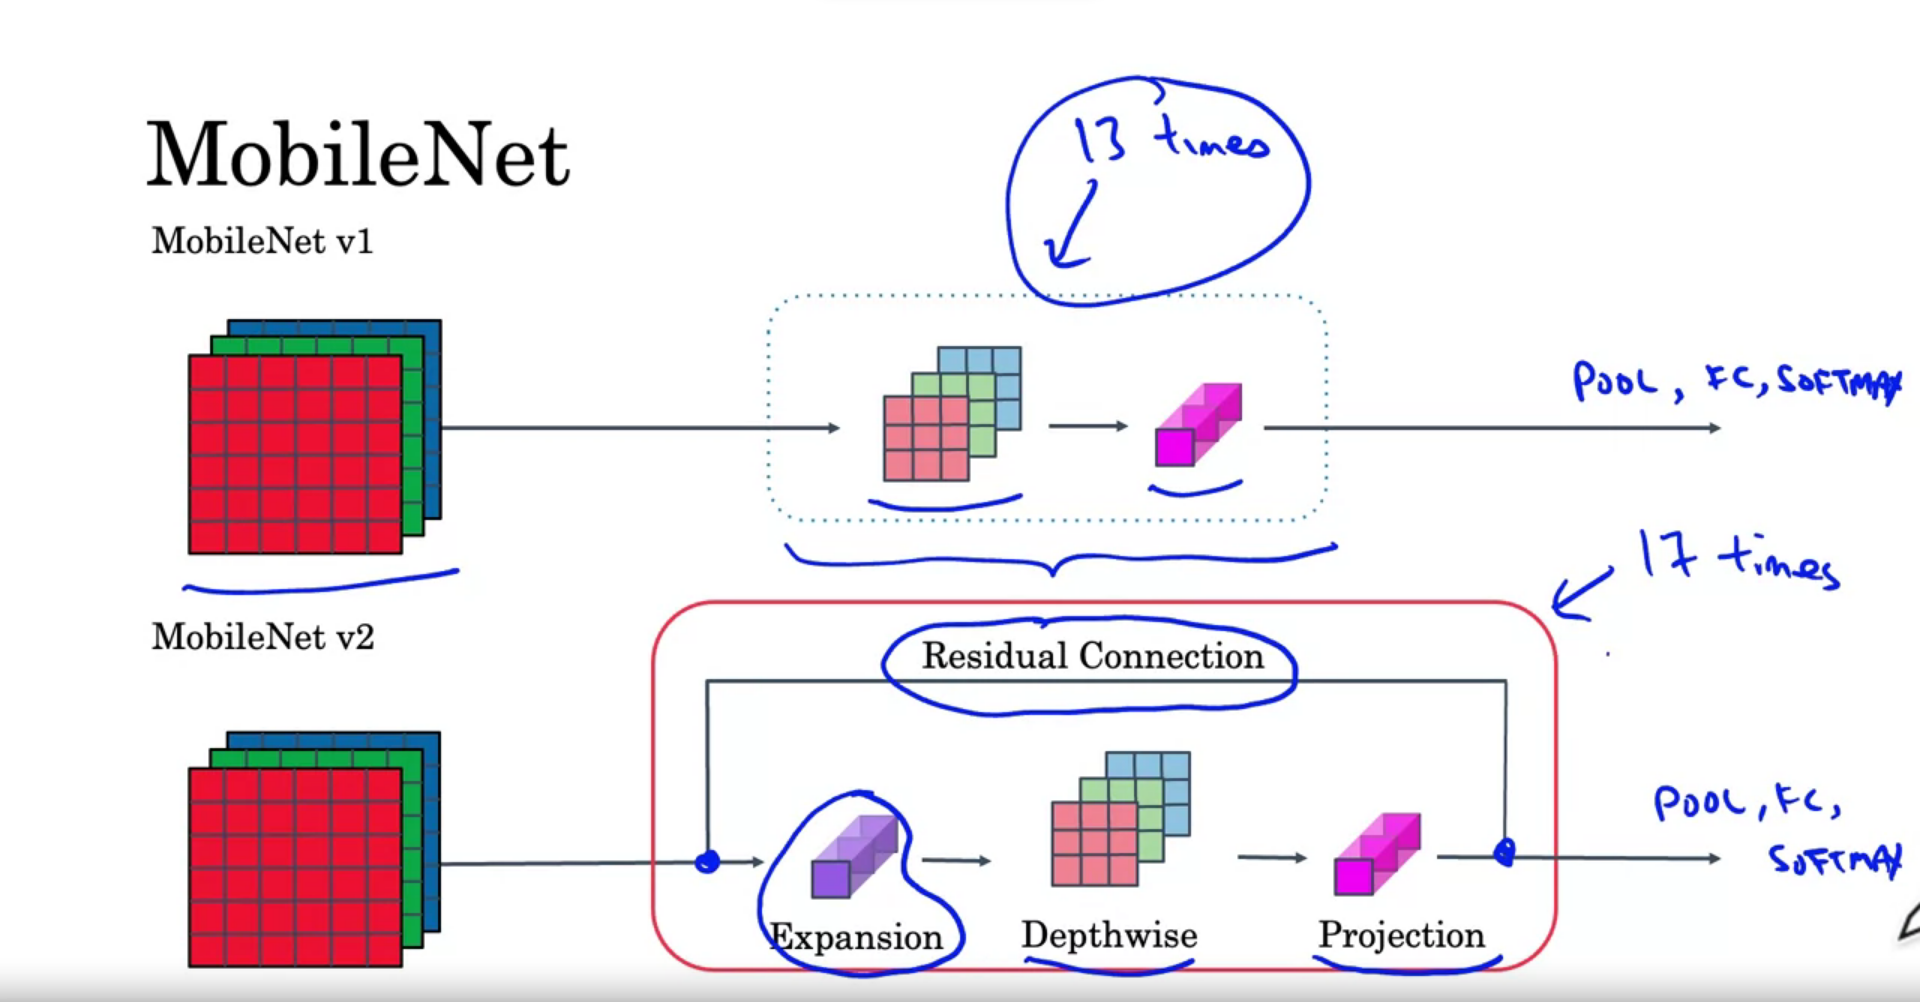 MobileNet
MobileNet v1
13 times
POOL, FC, SOFTMAX
17 times
MobileNet v2
Residual Connection
POOL, FC,
SOFTMAX
Expansion
Depthwise
Projection